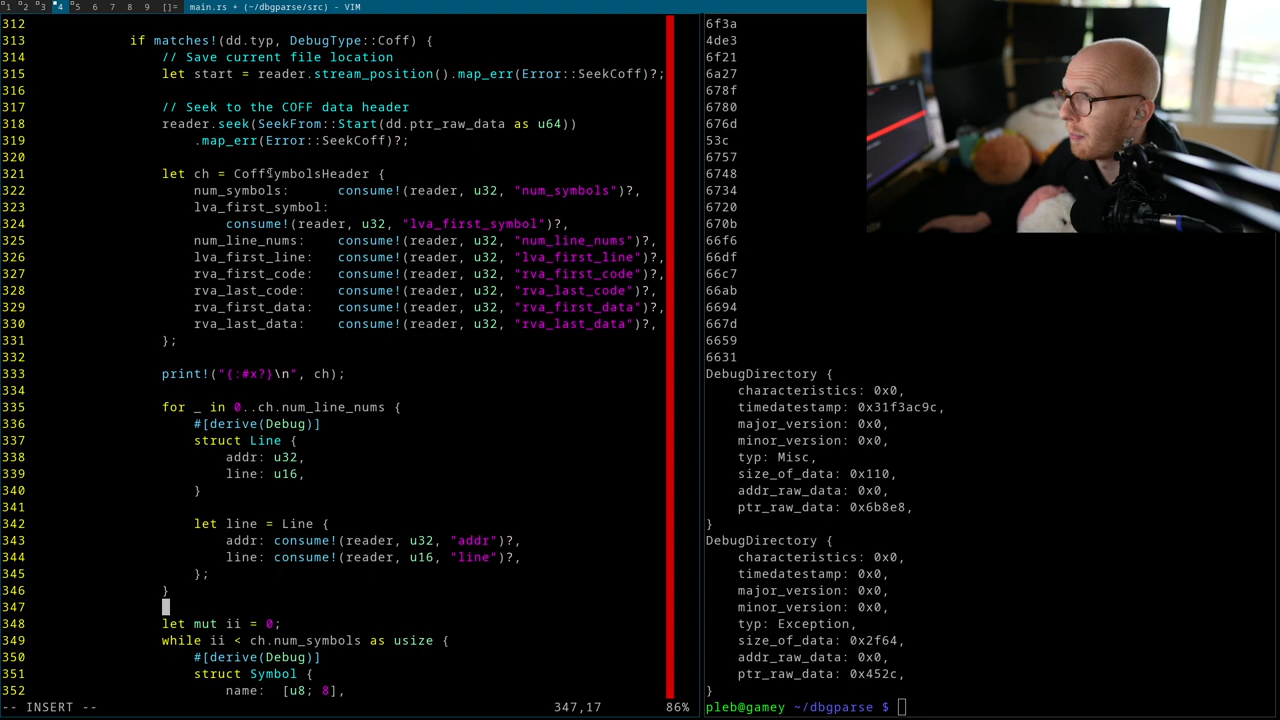 1 2 3 4 5 6 7 8 9 []= main.rs + (~/dbgparse/src) - VIM
312
313 if matches!(dd.typ, DebugType::Coff) {
314 // Save current file location
315 let start = reader.stream_position().map_err(Error::SeekCoff)?;
316
317 // Seek to the COFF data header
318 reader.seek(SeekFrom::Start(dd.ptr_raw_data as u64))
319 .map_err(Error::SeekCoff)?;
320
321 let ch = CoffSymbolsHeader {
322 num_symbols: consume!(reader, u32, "num_symbols")?,
323 lva_first_symbol:
324 consume!(reader, u32, "lva_first_symbol")?,
325 num_line_nums: consume!(reader, u32, "num_line_nums")?,
326 lva_first_line: consume!(reader, u32, "lva_first_line")?,
327 rva_first_code: consume!(reader, u32, "rva_first_code")?,
328 rva_last_code: consume!(reader, u32, "rva_last_code")?,
329 rva_first_data: consume!(reader, u32, "rva_first_data")?,
330 rva_last_data: consume!(reader, u32, "rva_last_data")?,
331 };
332
333 print!("{:#x?}\n", ch);
334
335 for _ in 0..ch.num_line_nums {
336 #[derive(Debug)]
337 struct Line {
338 addr: u32,
339 line: u16,
340 }
341
342 let line = Line {
343 addr: consume!(reader, u32, "addr")?,
344 line: consume!(reader, u16, "line")?,
345 };
346 }
347
348 let mut ii = 0;
349 while ii < ch.num_symbols as usize {
350 #[derive(Debug)]
351 struct Symbol {
352 name: [u8; 8],
-- INSERT -- 347,17 86%
6f3a
4de3
6f21
6a27
678f
6780
676d
53c
6757
6748
6734
6720
670b
66f6
66df
66c7
66ab
6694
667d
6659
6631
DebugDirectory {
characteristics: 0x0,
timedatestamp: 0x31f3ac9c,
major_version: 0x0,
minor_version: 0x0,
typ: Misc,
size_of_data: 0x110,
addr_raw_data: 0x0,
ptr_raw_data: 0x6b8e8,
}
DebugDirectory {
characteristics: 0x0,
timedatestamp: 0x0,
major_version: 0x0,
minor_version: 0x0,
typ: Exception,
size_of_data: 0x2f64,
addr_raw_data: 0x0,
ptr_raw_data: 0x452c,
}
pleb@gamey ~/dbgparse $